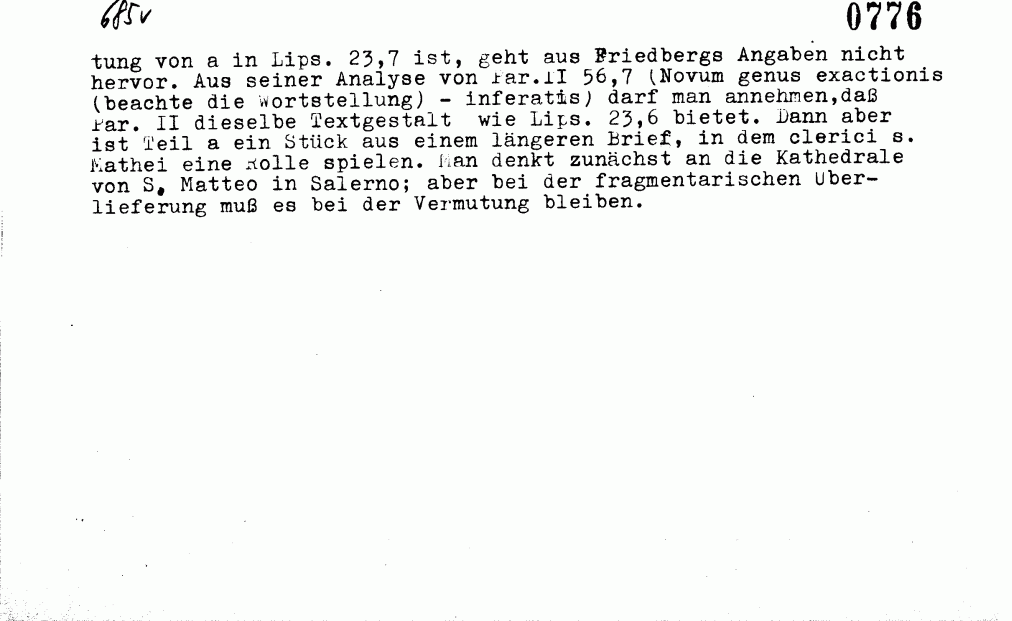 685v
0776
tung von a in Lips. 23,7 ist, geht aus Friedbergs Angaben nicht
hervor. Aus seiner Analyse von Par.II 56,7 (Novum genus exactionis
(beachte die Wortstellung) - inferatis) darf man annehmen,daß
Par. II dieselbe Textgestalt wie Lips. 23,6 bietet. Dann aber
ist Teil a ein Stück aus einem längeren Brief, in dem clerici s.
Mathei eine Rolle spielen. Man denkt zunächst an die Kathedrale
von S. Matteo in Salerno; aber bei der fragmentarischen Über-
lieferung muß es bei der Vermutung bleiben.